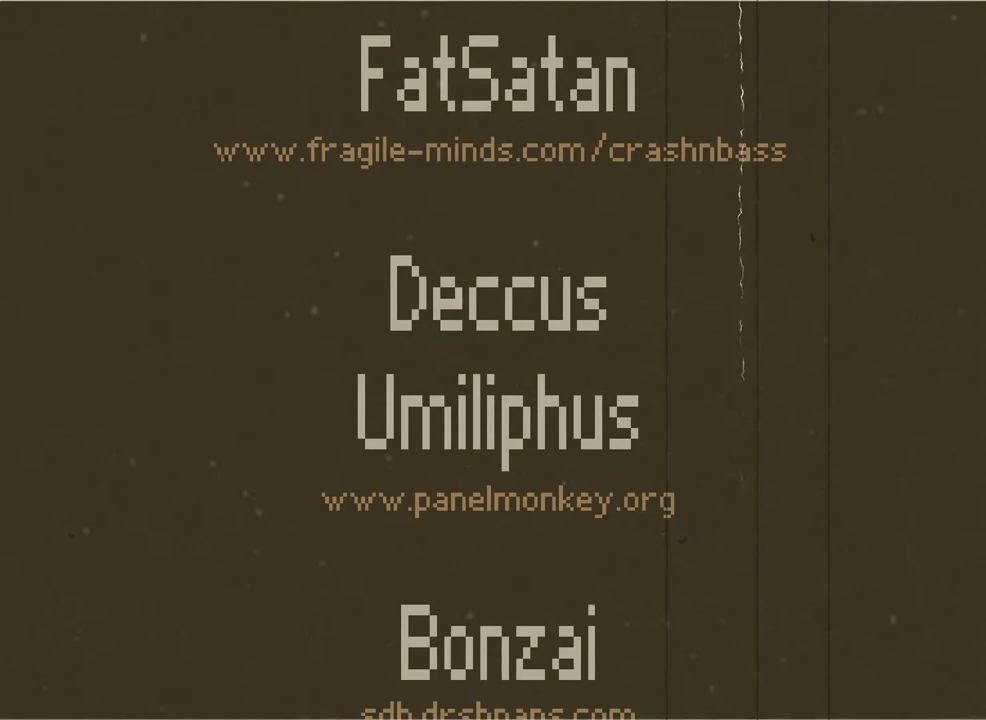 FatSatan
www.fragile-minds.com/crashnbass
Deccus
Umiliphus
www.panelmonkey.org
Bonzai